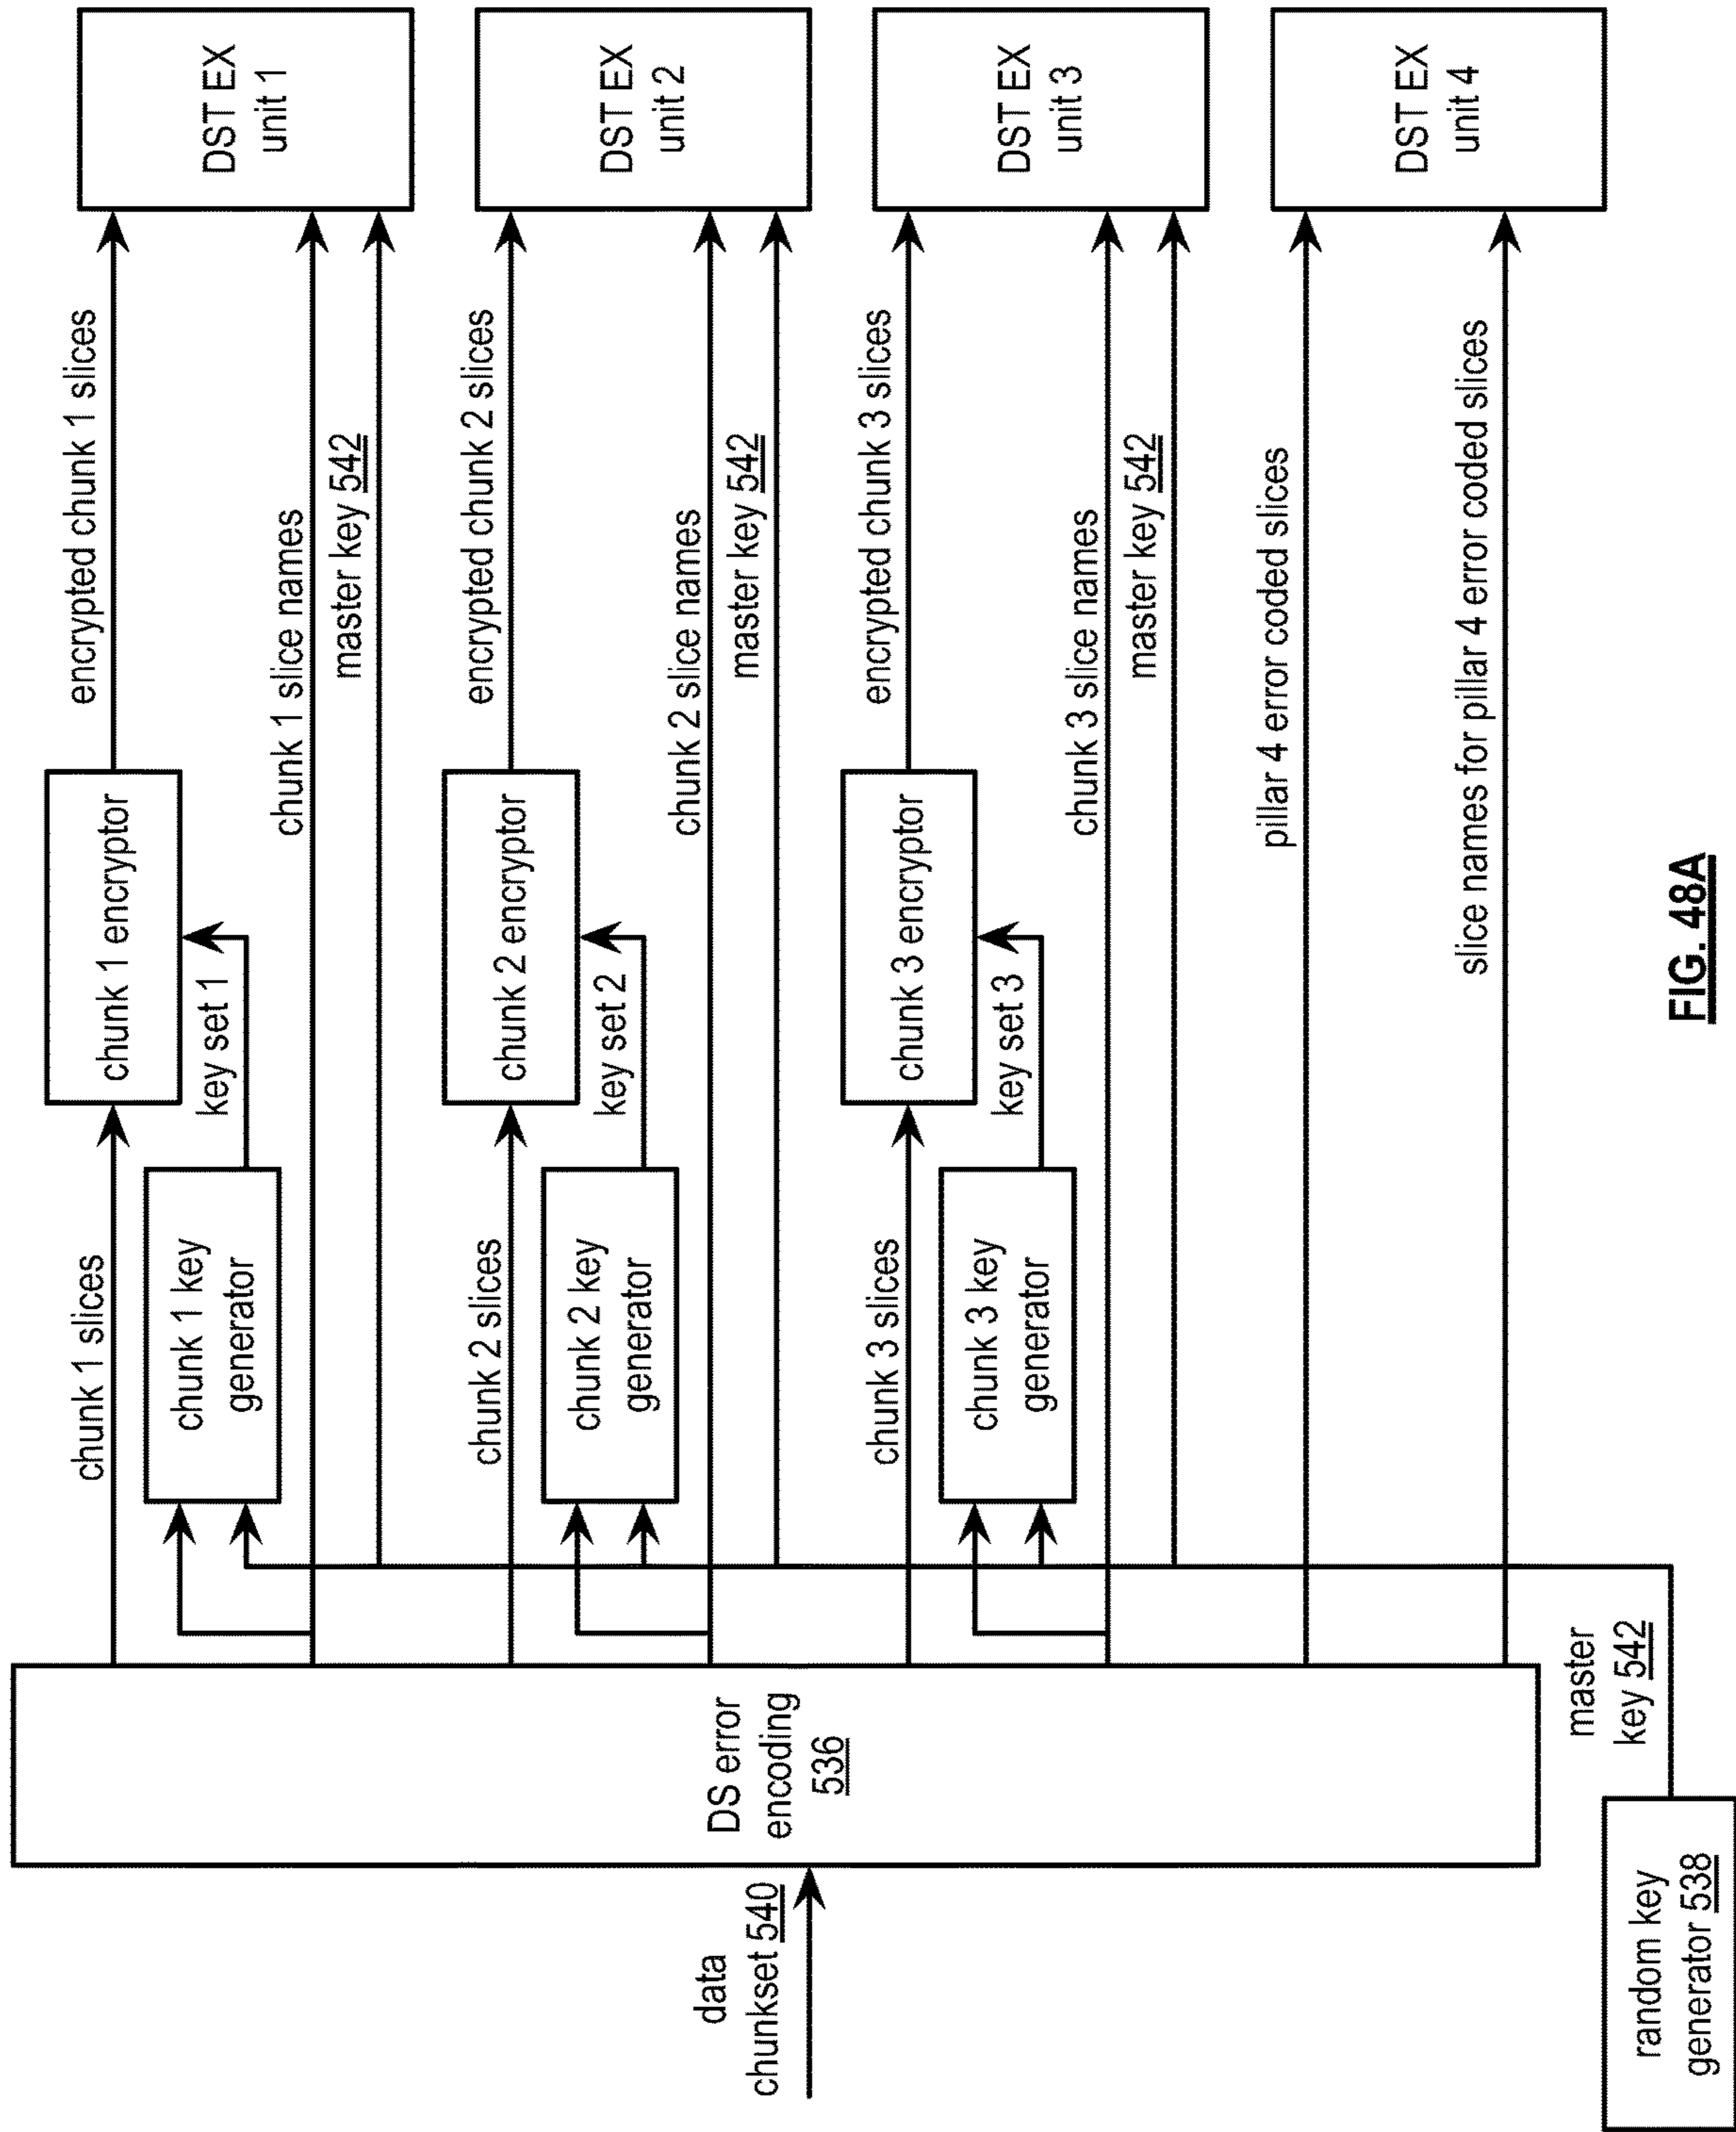 data
chunkset 540
DS error
encoding
536
random key
generator 538
master
key 542
chunk 1 slices
chunk 1 key
generator
key set 1
chunk 1 encryptor
encrypted chunk 1 slices
chunk 1 slice names
master key 542
DST EX
unit 1
chunk 2 slices
chunk 2 key
generator
key set 2
chunk 2 encryptor
encrypted chunk 2 slices
chunk 2 slice names
master key 542
DST EX
unit 2
chunk 3 slices
chunk 3 key
generator
key set 3
chunk 3 encryptor
encrypted chunk 3 slices
chunk 3 slice names
master key 542
DST EX
unit 3
pillar 4 error coded slices
slice names for pillar 4 error coded slices
DST EX
unit 4
FIG. 48A